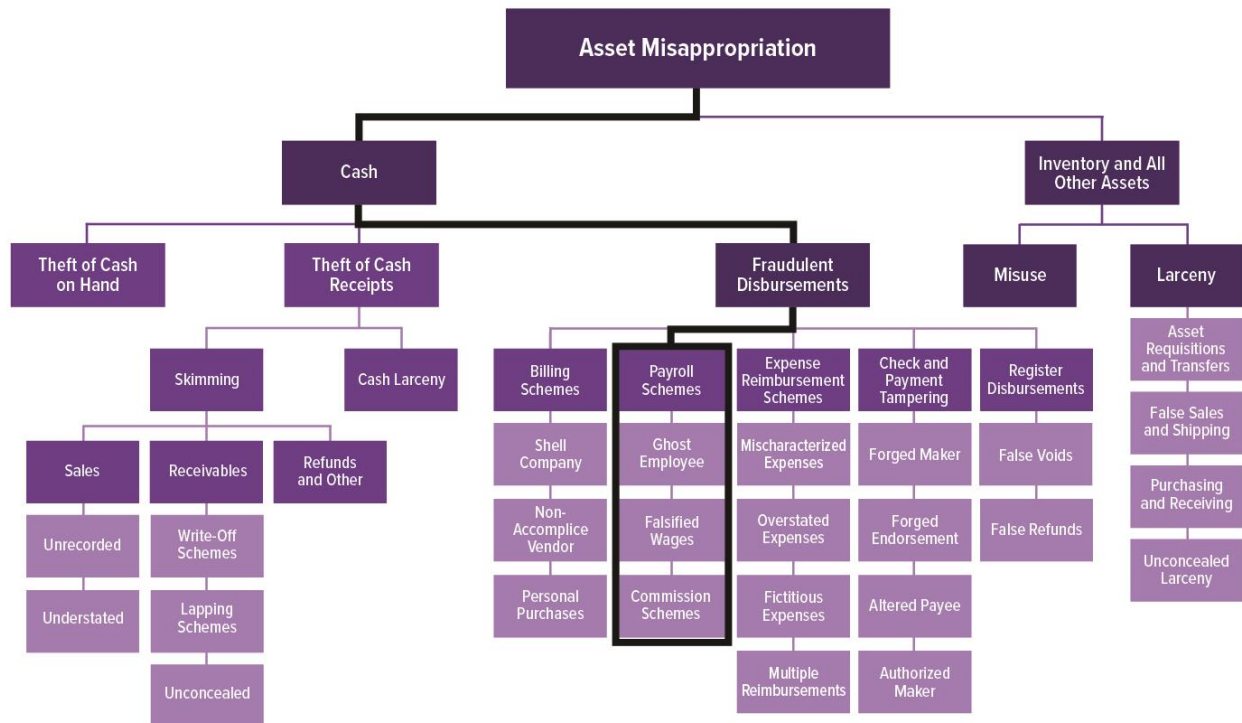 Asset Misappropriation
Cash
Inventory and All
Other Assets
Theft of Cash
on Hand
Theft of Cash
Receipts
Fraudulent
Disbursements
Misuse
Larceny
Skimming
Cash Larceny
Billing
Schemes
Payroll
Schemes
Expense
Reimbursement
Schemes
Check and
Payment
Tampering
Register
Disbursements
Asset
Requisitions
and Transfers
Sales
Receivables
Refunds
and Other
Shell
Company
Ghost
Employee
Mischaracterized
Expenses
Forged Maker
False Voids
False Sales
and Shipping
Unrecorded
Write-Off
Schemes
Non-
Accomplice
Vendor
Falsified
Wages
Overstated
Expenses
Forged
Endorsement
False Refunds
Purchasing
and Receiving
Understated
Lapping
Schemes
Personal
Purchases
Commission
Schemes
Fictitious
Expenses
Altered Payee
Unconcealed
Larceny
Unconcealed
Multiple
Reimbursements
Authorized
Maker